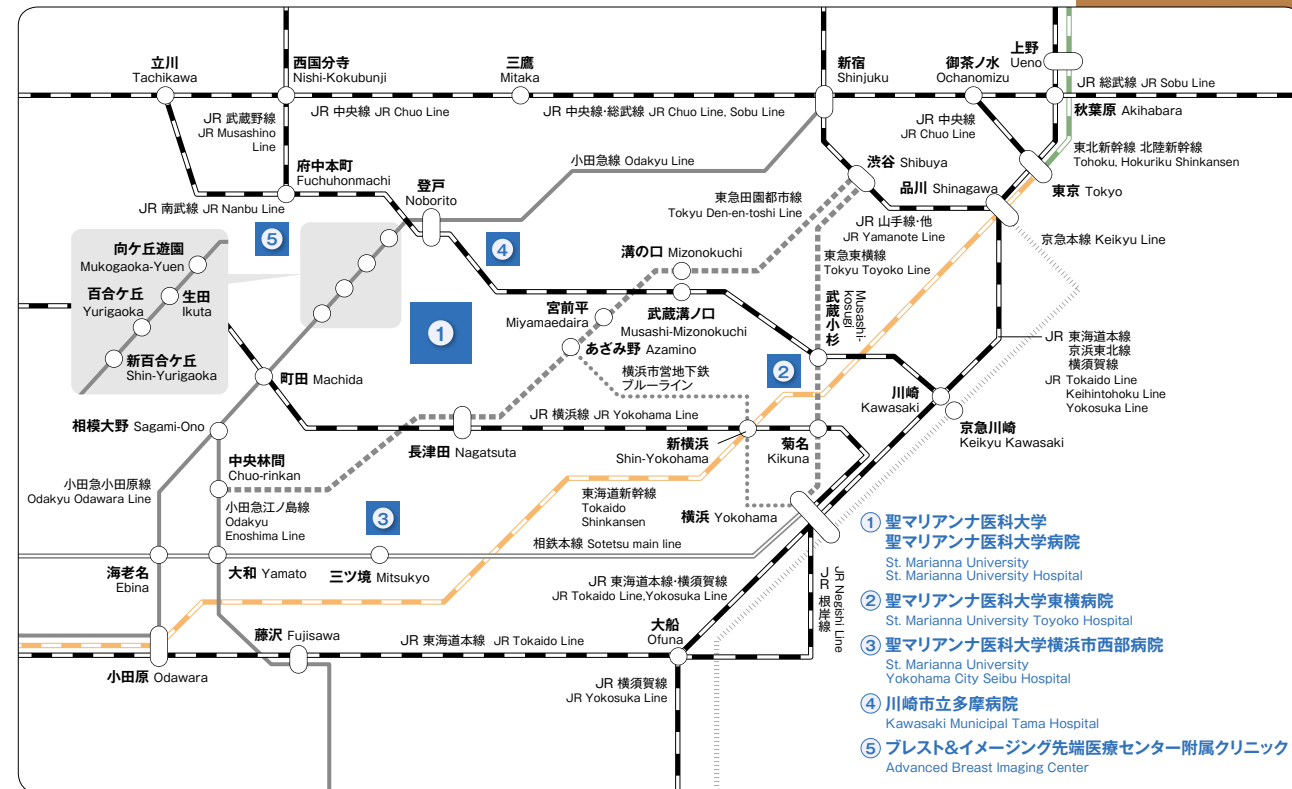 立川
Tachikawa
西国分寺
Nishi-Kokubunji
三鷹
Mitaka
新宿
Shinjuku
御茶ノ水
Ochanomizu
上野
Ueno
JR 総武線 JR Sobu Line
JR 武蔵野線
JR Musashino
Line
JR 中央線 JR Chuo Line
JR 中央線・総武線 JR Chuo Line, Sobu Line
JR 中央線
JR Chuo Line
秋葉原 Akihabara
東北新幹線 北陸新幹線
Tohoku, Hokuriku Shinkansen
府中本町
Fuchuhonmachi
登戸
Noborito
小田急線 Odakyu Line
渋谷 Shibuya
品川 Shinagawa
東京 Tokyo
JR 南武線 JR Nanbu Line
東急田園都市線
Tokyu Den-en-toshi Line
JR 山手線・他
JR Yamanote Line
京急本線 Keikyu Line
⑤
④
向ケ丘遊園
Mukogaoka-Yuen
百合ケ丘
Yurigaoka
生田
Ikuta
新百合ケ丘
Shin-Yurigaoka
溝の口 Mizonokuchi
東急東横線
Tokyu Toyoko Line
宮前平
Miyamaedaira
武蔵溝ノ口
Musashi-Mizonokuchi
武蔵小杉
Musashi-
kosugi
①
あざみ野 Azamino
横浜市営地下鉄
ブルーライン
②
JR 東海道本線
京浜東北線
横須賀線
JR Tokaido Line
Keihintohoku Line
Yokosuka Line
町田 Machida
川崎
Kawasaki
京急川崎
Keikyu Kawasaki
相模大野 Sagami-Ono
JR 横浜線 JR Yokohama Line
長津田 Nagatsuta
新横浜
Shin-Yokohama
菊名
Kikuna
中央林間
Chuo-rinkan
小田急小田原線
Odakyu Odawara Line
小田急江ノ島線
Odakyu
Enoshima Line
③
東海道新幹線
Tokaido
Shinkansen
横浜 Yokohama
相鉄本線 Sotetsu main line
海老名
Ebina
大和 Yamato
三ツ境 Mitsukyo
JR 東海道本線・横須賀線
JR Tokaido Line,Yokosuka Line
JR 根岸線
JR Negishi Line
藤沢 Fujisawa
JR 東海道本線 JR Tokaido Line
大船
Ofuna
小田原 Odawara
JR 横須賀線
JR Yokosuka Line
① 聖マリアンナ医科大学
聖マリアンナ医科大学病院
St. Marianna University
St. Marianna University Hospital
② 聖マリアンナ医科大学東横病院
St. Marianna University Toyoko Hospital
③ 聖マリアンナ医科大学横浜市西部病院
St. Marianna University
Yokohama City Seibu Hospital
④ 川崎市立多摩病院
Kawasaki Municipal Tama Hospital
⑤ ブレスト&イメージング先端医療センター附属クリニック
Advanced Breast Imaging Center